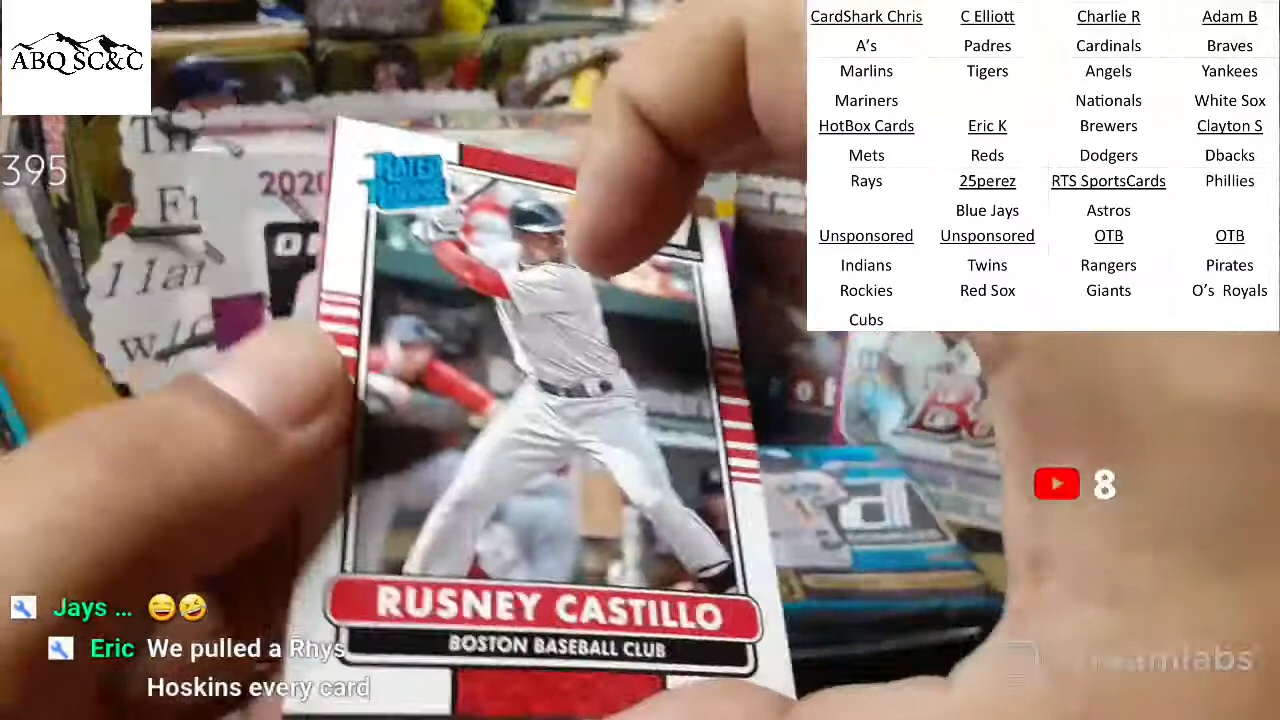 ABQ SC&C
CardShark Chris C Elliott Charlie R Adam B
A's Padres Cardinals Braves
Marlins Tigers Angels Yankees
Mariners Nationals White Sox
HotBox Cards Eric K Brewers Clayton S
Mets Reds Dodgers Dbacks
Rays 25perez RTS SportsCards Phillies
Blue Jays Astros
Unsponsored Unsponsored OTB OTB
Indians Twins Rangers Pirates
Rockies Red Sox Giants O's Royals
Cubs
395
2020
RATED
ROOKIE
w/
8
RUSNEY CASTILLO
BOSTON BASEBALL CLUB
Jays ... 😄🤣
Eric We pulled a Rhys
Hoskins every card